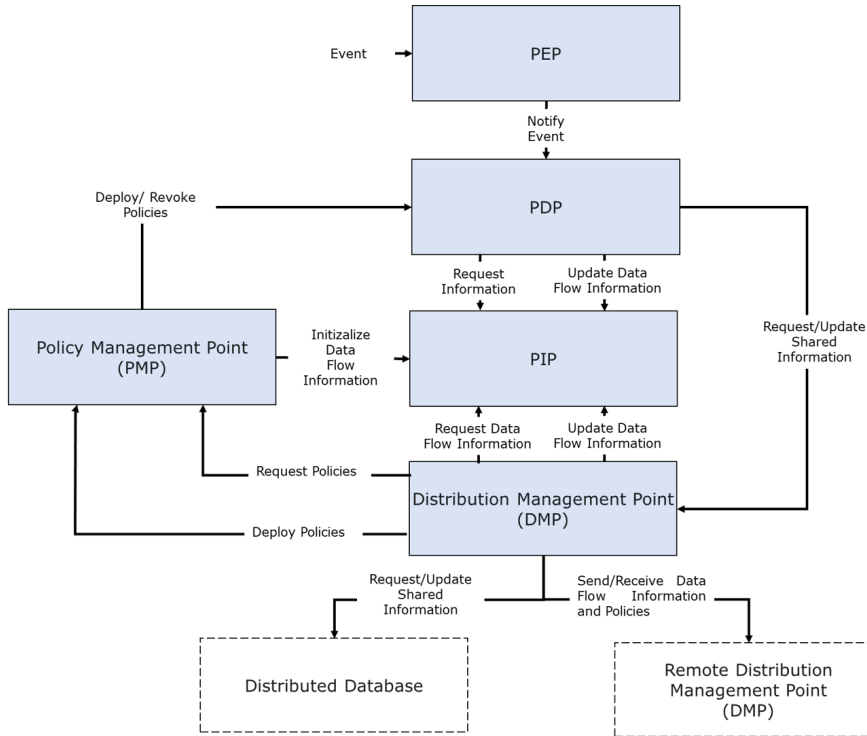 PEP
Event
Notify
Event
Deploy/ Revoke
Policies
PDP
Request
Information
Update Data
Flow Information
Request/Update
Shared
Information
Policy Management Point
(PMP)
Initizalize
Data
Flow
Information
PIP
Request Data
Flow Information
Update Data
Flow Information
Request Policies
Distribution Management Point
(DMP)
Deploy Policies
Request/Update
Shared
Information
Send/Receive Data
Flow Information
and Policies
Distributed Database
Remote Distribution
Management Point
(DMP)